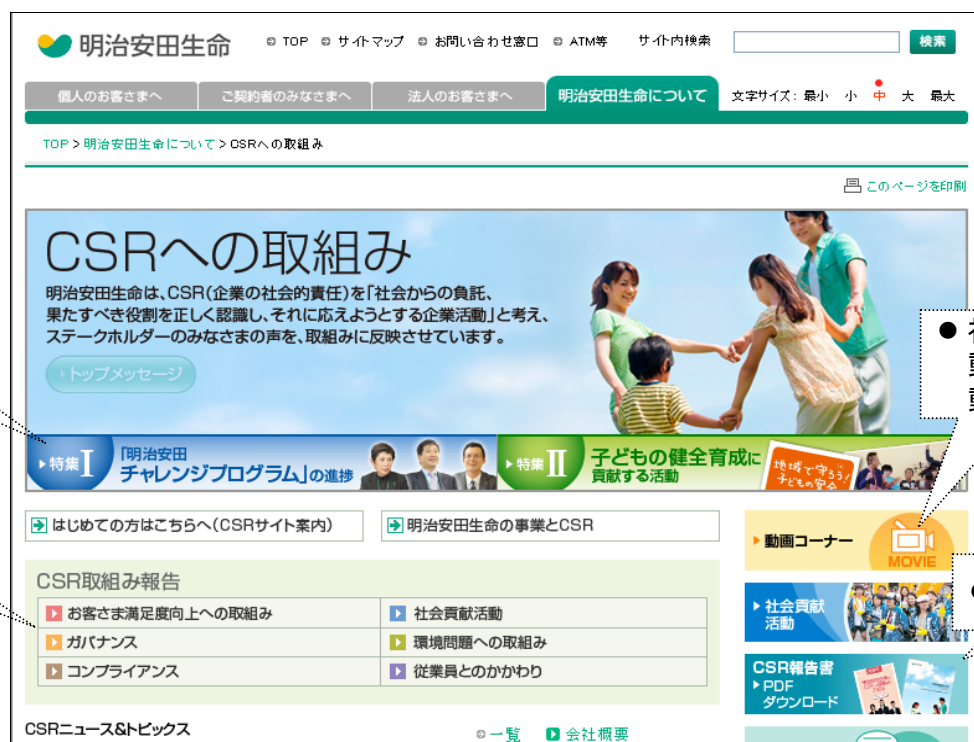 明治安田生命
TOP サイトマップ お問い合わせ窓口 ATM等 サイト内検索 検索
個人のお客さまへ ご契約者のみなさまへ 法人のお客さまへ 明治安田生命について 文字サイズ: 最小 小 中 大 最大
TOP > 明治安田生命について > CSRへの取組み
このページを印刷
CSRへの取組み
明治安田生命は、CSR(企業の社会的責任)を「社会からの負託、
果たすべき役割を正しく認識し、それに応えようとする企業活動」と考え、
ステークホルダーのみなさまの声を、取組みに反映させています。
トップメッセージ
特集I 「明治安田
チャレンジプログラム」の進捗
特集II 子どもの健全育成に
貢献する活動
地域で守ろう!
子どもの安全
はじめての方はこちらへ(CSRサイト案内)
明治安田生命の事業とCSR
動画コーナー
MOVIE
CSR取組み報告
お客さま満足度向上への取組み
社会貢献活動
ガバナンス
環境問題への取組み
コンプライアンス
従業員とのかかわり
社会貢献
活動
CSR報告書
PDF
ダウンロード
CSRニュース&トピックス
一覧 会社概要